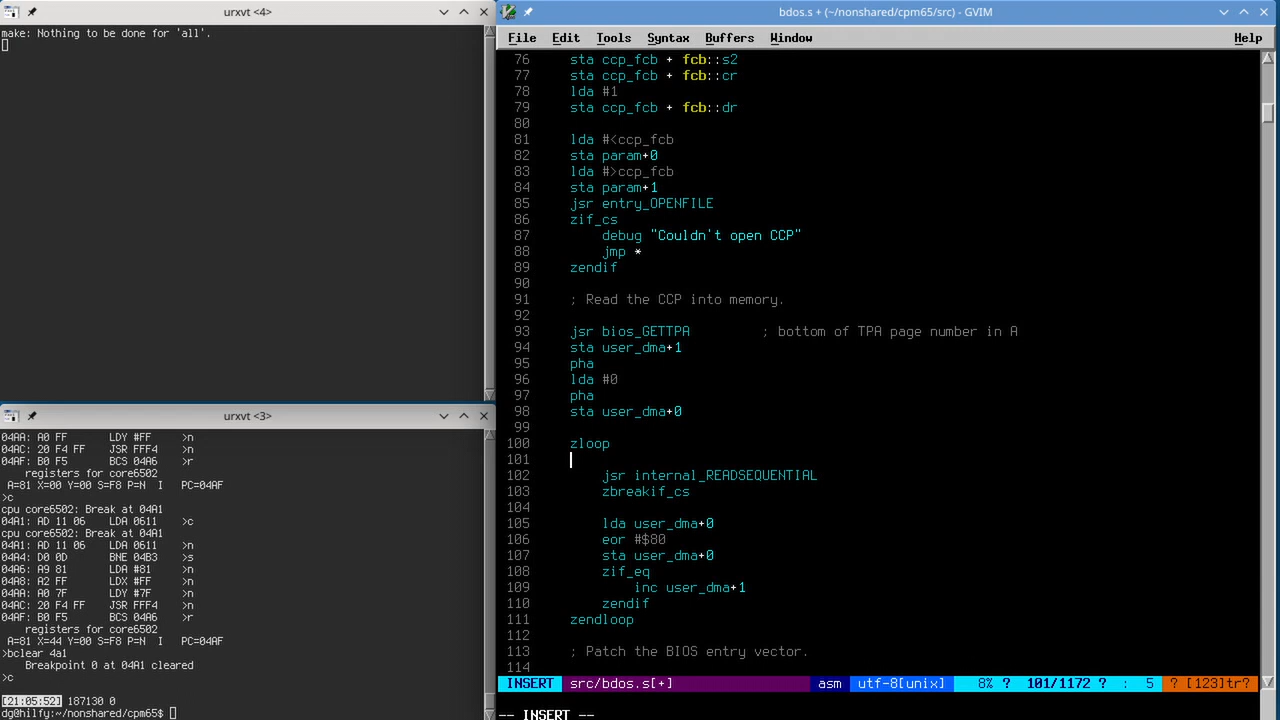 urxvt <4>
make: Nothing to be done for 'all'.
urxvt <3>
04AA: A0 FF      LDY #FF      >n
04AC: 20 F4 FF   JSR FFF4     >n
04AF: B0 F5      BCS 04A6     >r
    registers for core6502
 A=81 X=00 Y=00 S=F8 P=N  I   PC=04AF
>c
cpu core6502: Break at 04A1
04A1: AD 11 06   LDA 0611     >c
cpu core6502: Break at 04A1
04A1: AD 11 06   LDA 0611     >n
04A4: D0 0D      BNE 04B3     >s
04A6: A9 81      LDA #81      >n
04A8: A2 FF      LDX #FF      >n
04AA: A0 7F      LDY #7F      >n
04AC: 20 F4 FF   JSR FFF4     >n
04AF: B0 F5      BCS 04A6     >r
    registers for core6502
 A=81 X=44 Y=00 S=F8 P=N  I   PC=04AF
>bclear 4a1
    Breakpoint 0 at 04A1 cleared
>c
[21:05:52] 187130 0
dg@hilfy:~/nonshared/cpm65$
bdos.s + (~/nonshared/cpm65/src) - GVIM
File Edit Tools Syntax Buffers Window Help
76     sta ccp_fcb + fcb::s2
77     sta ccp_fcb + fcb::cr
78     lda #1
79     sta ccp_fcb + fcb::dr
80
81     lda #<ccp_fcb
82     sta param+0
83     lda #>ccp_fcb
84     sta param+1
85     jsr entry_OPENFILE
86     zif_cs
87         debug "Couldn't open CCP"
88         jmp *
89     zendif
90
91     ; Read the CCP into memory.
92
93     jsr bios_GETTPA         ; bottom of TPA page number in A
94     sta user_dma+1
95     pha
96     lda #0
97     pha
98     sta user_dma+0
99
100     zloop
101
102         jsr internal_READSEQUENTIAL
103         zbreakif_cs
104
105         lda user_dma+0
106         eor #$80
107         sta user_dma+0
108         zif_eq
109             inc user_dma+1
110         zendif
111     zendloop
112
113     ; Patch the BIOS entry vector.
114
INSERT src/bdos.s[+] asm utf-8[unix] 8% ? 101/1172 ? : 5 ? [123]tr?
-- INSERT --